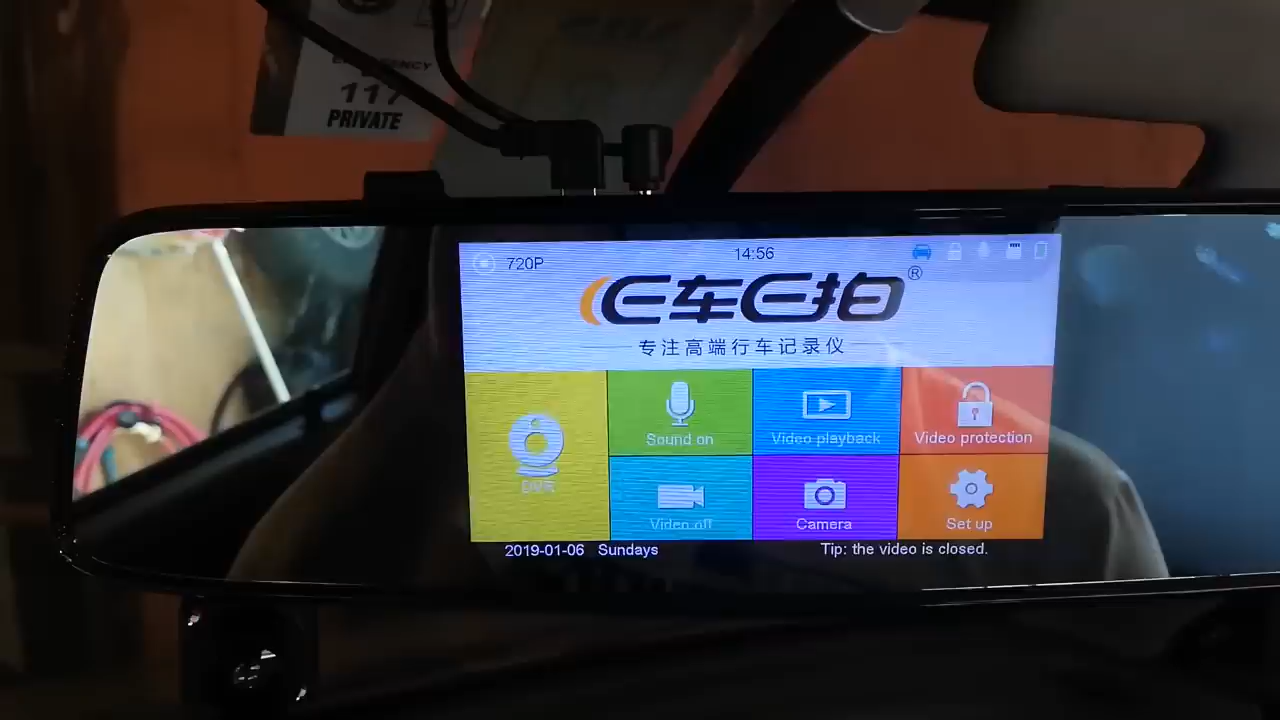 117
PRIVATE
720P
14:56
E车E拍®
专注高端行车记录仪
Sound on
Video playback
Video protection
DVR
Video off
Camera
Set up
2019-01-06 Sundays
Tip: the video is closed.